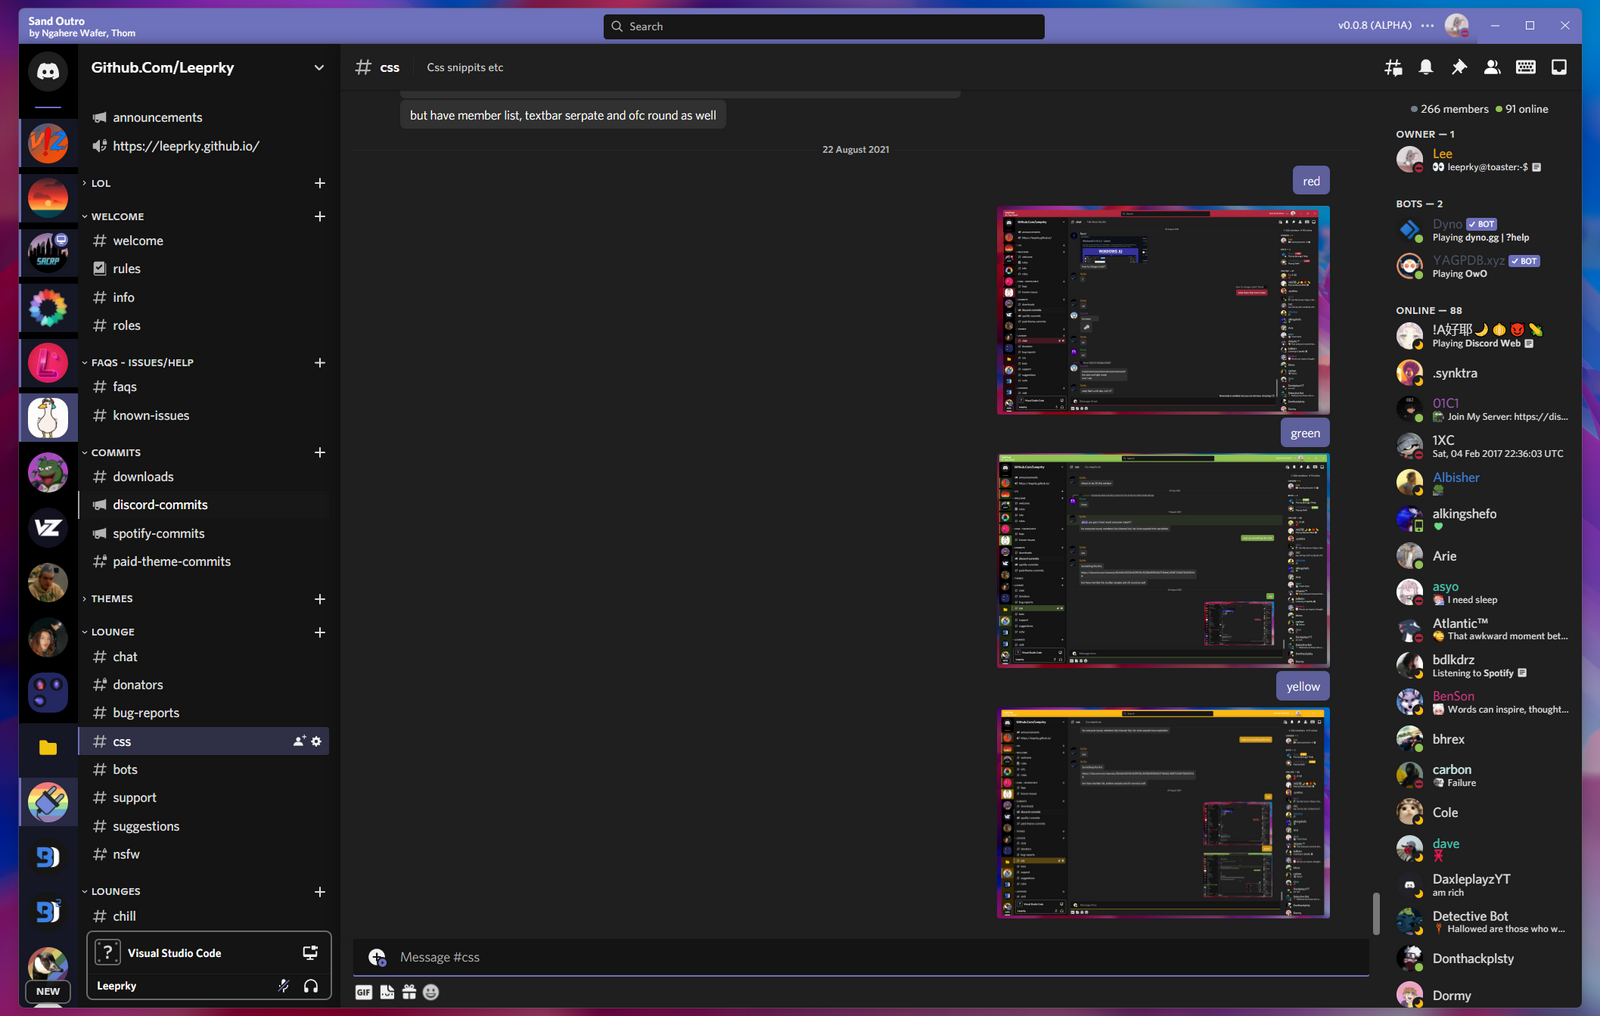 Sand Outro
by Ngahere Wafer, Thom
Search
v0.0.8 (ALPHA)
NEW
Github.Com/Leeprky
announcements
https://leeprky.github.io/
LOL
WELCOME
welcome
rules
info
roles
FAQS - ISSUES/HELP
faqs
known-issues
COMMITS
downloads
discord-commits
spotify-commits
paid-theme-commits
THEMES
LOUNGE
chat
donators
bug-reports
css
bots
support
suggestions
nsfw
LOUNGES
chill
Visual Studio Code
Leeprky
css
Css snippits etc
but have member list, textbar serpate and ofc round as well
22 August 2021
red
green
yellow
Message #css
GIF
266 members 91 online
OWNER — 1
Lee
👀 leeprky@toaster:~$
BOTS — 2
Dyno ✓ BOT
Playing dyno.gg | ?help
YAGPDB.xyz ✓ BOT
Playing OwO
ONLINE — 88
!A好耶🌙
Playing Discord Web
.synktra
01C1
Join My Server: https://dis...
1XC
Sat, 04 Feb 2017 22:36:03 UTC
Albisher
alkingshefo
Arie
asyo
I need sleep
Atlantic™
That awkward moment bet...
bdlkdrz
Listening to Spotify
BenSon
Words can inspire, thought...
bhrex
carbon
Failure
Cole
dave
DaxleplayzYT
am rich
Detective Bot
Hallowed are those who w...
Donthackplsty
Dormy